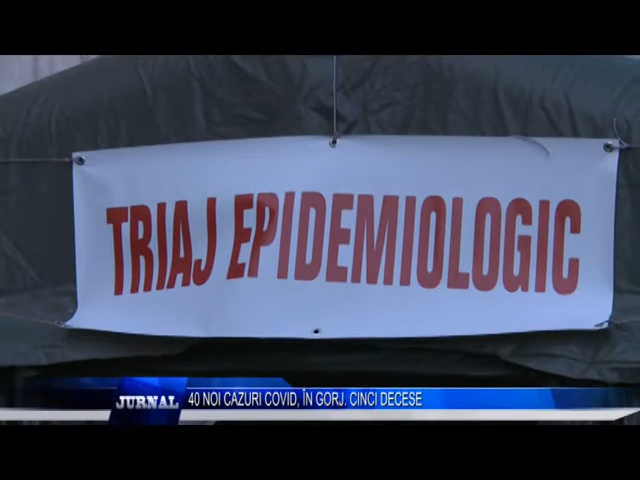 TRIAJ EPIDEMIOLOGIC
40 NOI CAZURI COVID, ÎN GORJ. CINCI DECESE
JURNAL